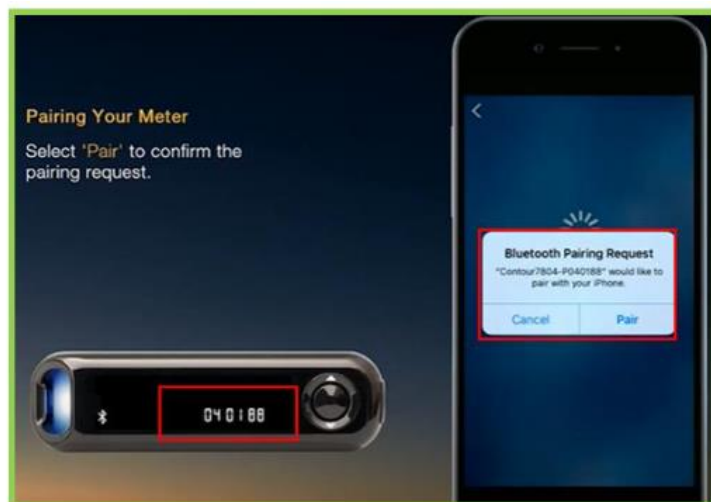 Pairing Your Meter
Select 'Pair' to confirm the
pairing request.
Bluetooth Pairing Request
"Contour7804-P040188" would like to
pair with your iPhone.
Cancel
Pair
040188